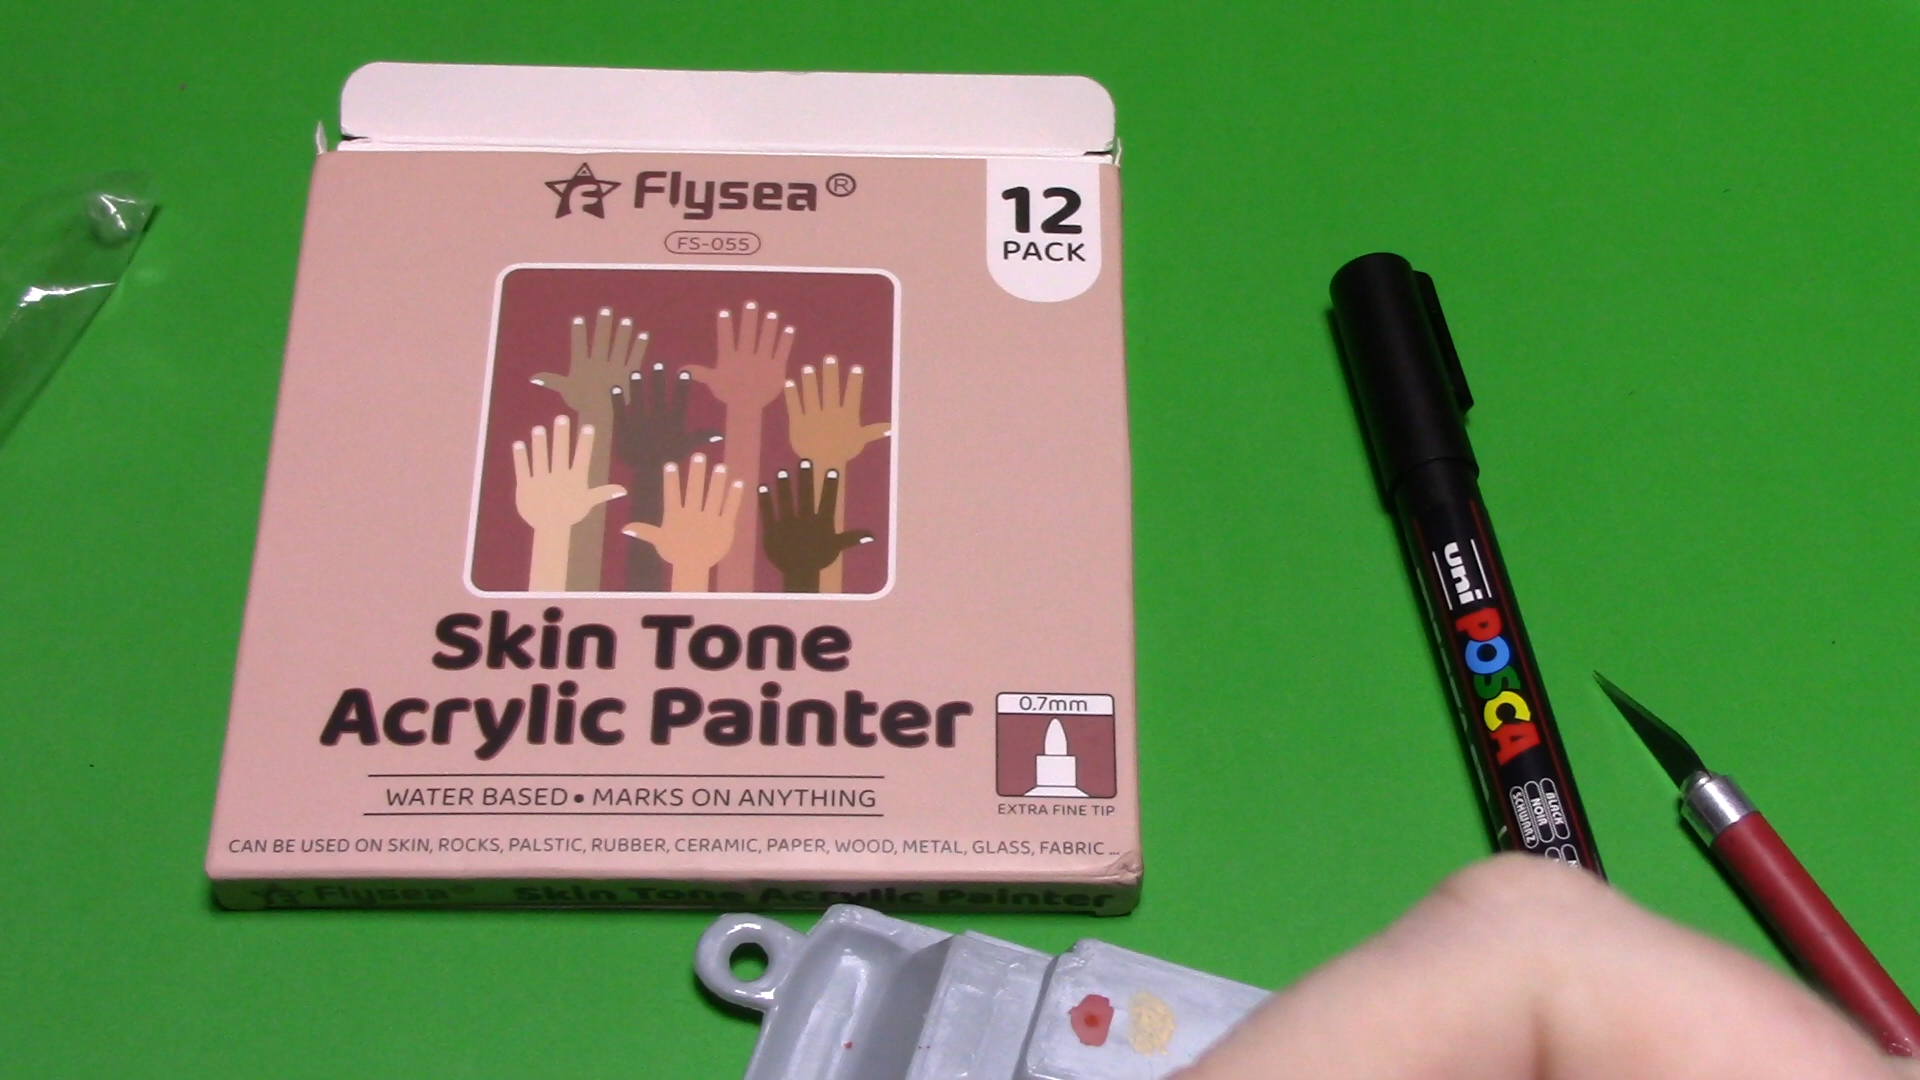 Flysea®
FS-055
12
PACK
Skin Tone
Acrylic Painter
0.7mm
EXTRA FINE TIP
WATER BASED • MARKS ON ANYTHING
CAN BE USED ON SKIN, ROCKS, PALSTIC, RUBBER, CERAMIC, PAPER, WOOD, METAL, GLASS, FABRIC ...
Flysea® Skin Tone Acrylic Painter
uni
POSCA
BLACK
NOIR
SCHWARZ